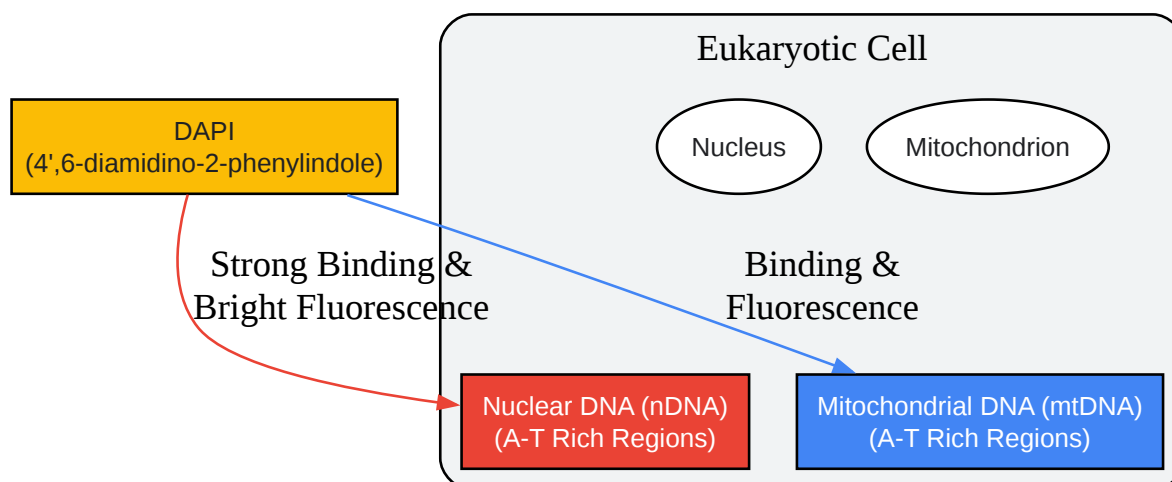 Eukaryotic Cell
DAPI
(4',6-diamidino-2-phenylindole)
Nucleus
Mitochondrion
Strong Binding &
Bright Fluorescence
Binding &
Fluorescence
Nuclear DNA (nDNA)
(A-T Rich Regions)
Mitochondrial DNA (mtDNA)
(A-T Rich Regions)